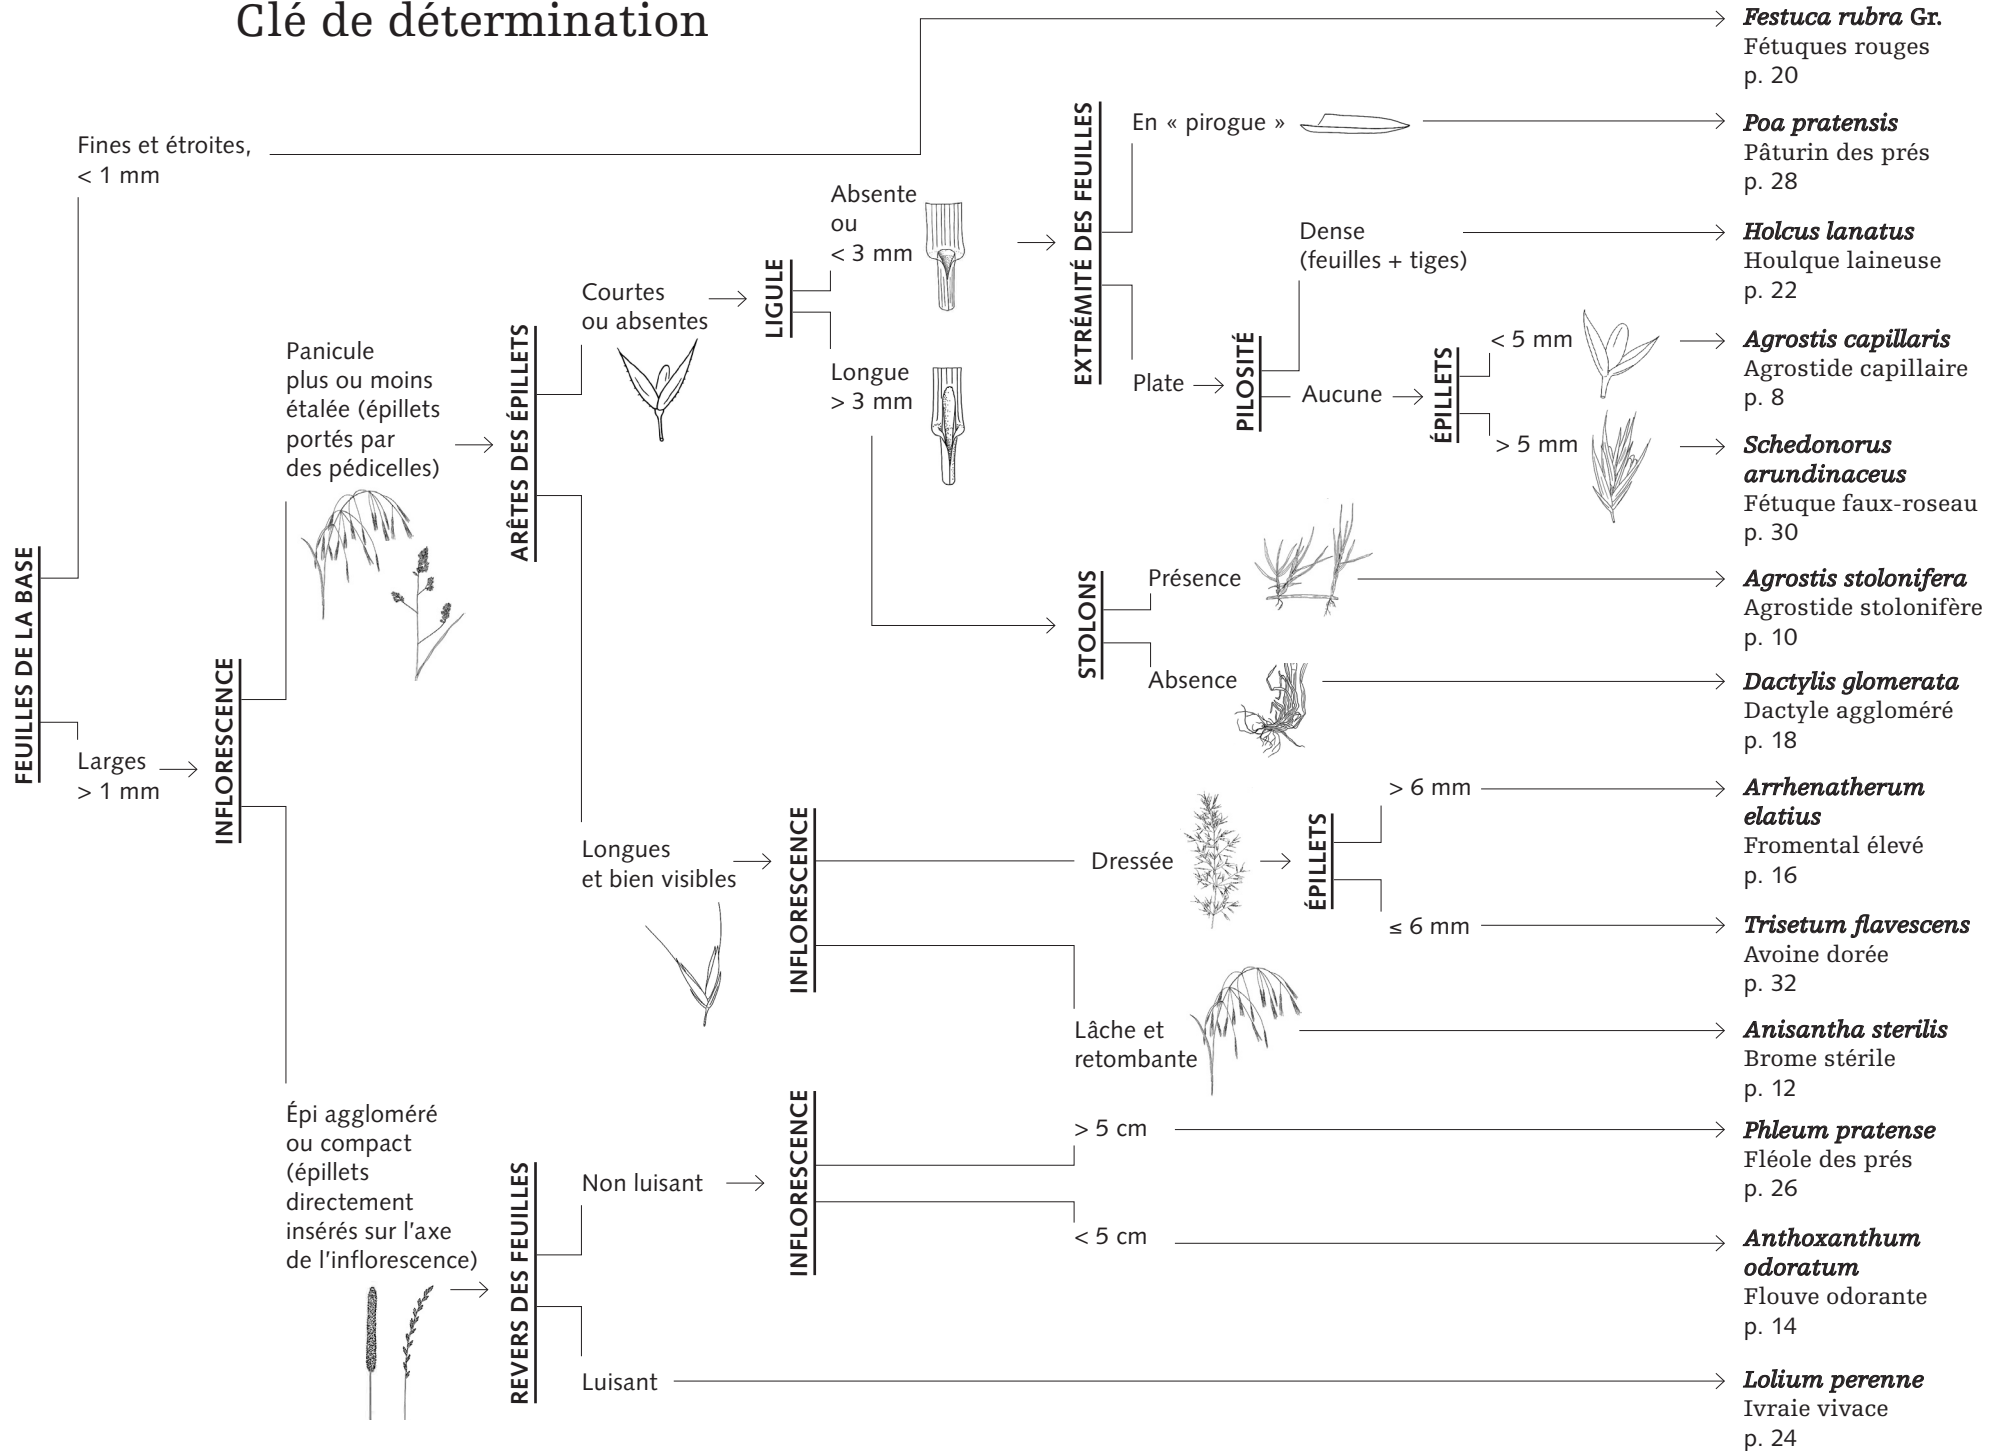 Clé de détermination
FEUILLES DE LA BASE
Fines et étroites,
< 1 mm
Larges
> 1 mm
INFLORESCENCE
Panicule
plus ou moins
étalée (épillets
portés par
des pédicelles)
Épi aggloméré
ou compact
(épillets
directement
insérés sur l'axe
de l'inflorescence)
ARÊTES DES ÉPILLETS
Courtes
ou absentes
Longues
et bien visibles
REVERS DES FEUILLES
Non luisant
Luisant
LIGULE
Absente
ou
< 3 mm
Longue
> 3 mm
INFLORESCENCE
Dressée
Lâche et
retombante
INFLORESCENCE
> 5 cm
< 5 cm
EXTRÉMITÉ DES FEUILLES
En « pirogue »
Plate
PILOSITÉ
Dense
(feuilles + tiges)
Aucune
ÉPILLETS
< 5 mm
> 5 mm
STOLONS
Présence
Absence
ÉPILLETS
> 6 mm
≤ 6 mm
Festuca rubra Gr.
Fétuques rouges
p. 20
Poa pratensis
Pâturin des prés
p. 28
Holcus lanatus
Houlque laineuse
p. 22
Agrostis capillaris
Agrostide capillaire
p. 8
Schedonorus
arundinaceus
Fétuque faux-roseau
p. 30
Agrostis stolonifera
Agrostide stolonifère
p. 10
Dactylis glomerata
Dactyle aggloméré
p. 18
Arrhenatherum
elatius
Fromental élevé
p. 16
Trisetum flavescens
Avoine dorée
p. 32
Anisantha sterilis
Brome stérile
p. 12
Phleum pratense
Fléole des prés
p. 26
Anthoxanthum
odoratum
Flouve odorante
p. 14
Lolium perenne
Ivraie vivace
p. 24